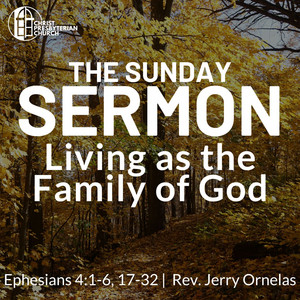 CHRIST
PRESBYTERIAN
CHURCH
THE SUNDAY
SERMON
Living as the
Family of God
Ephesians 4:1-6, 17-32 | Rev. Jerry Ornelas